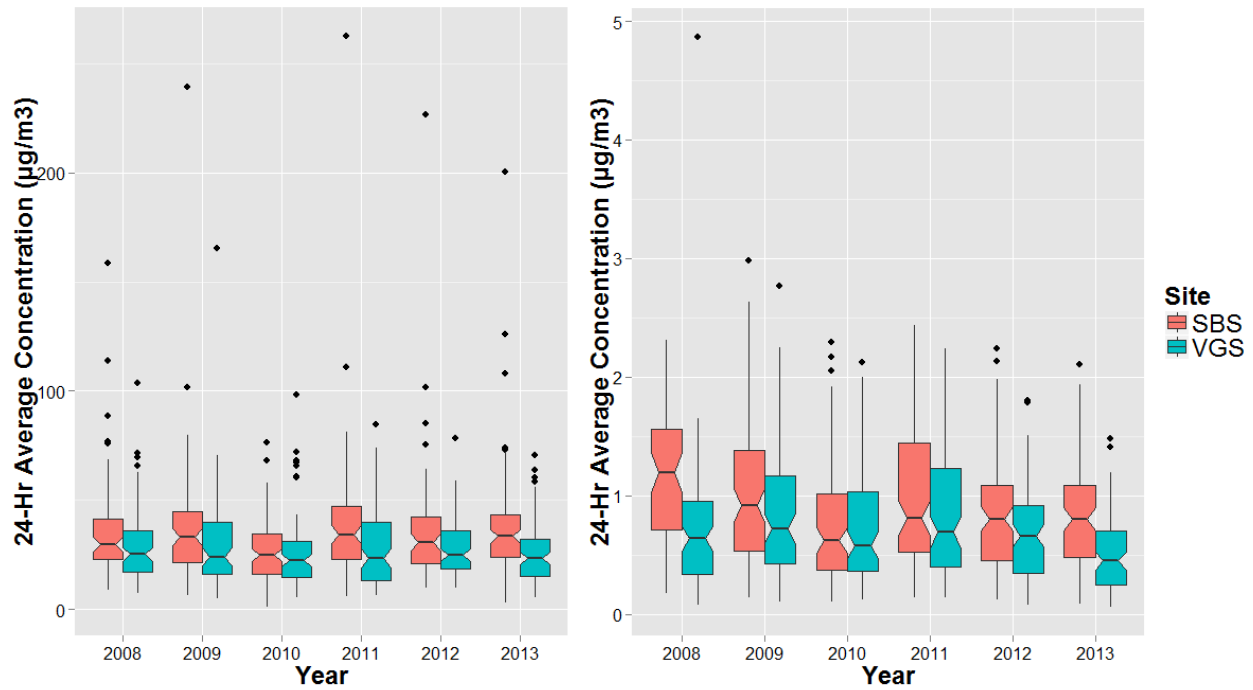 24-Hr Average Concentration (µg/m3)
200
100
0
2008 2009 2010 2011 2012 2013
Year
24-Hr Average Concentration (µg/m3)
5
4
3
2
1
0
2008 2009 2010 2011 2012 2013
Year
Site
SBS
VGS